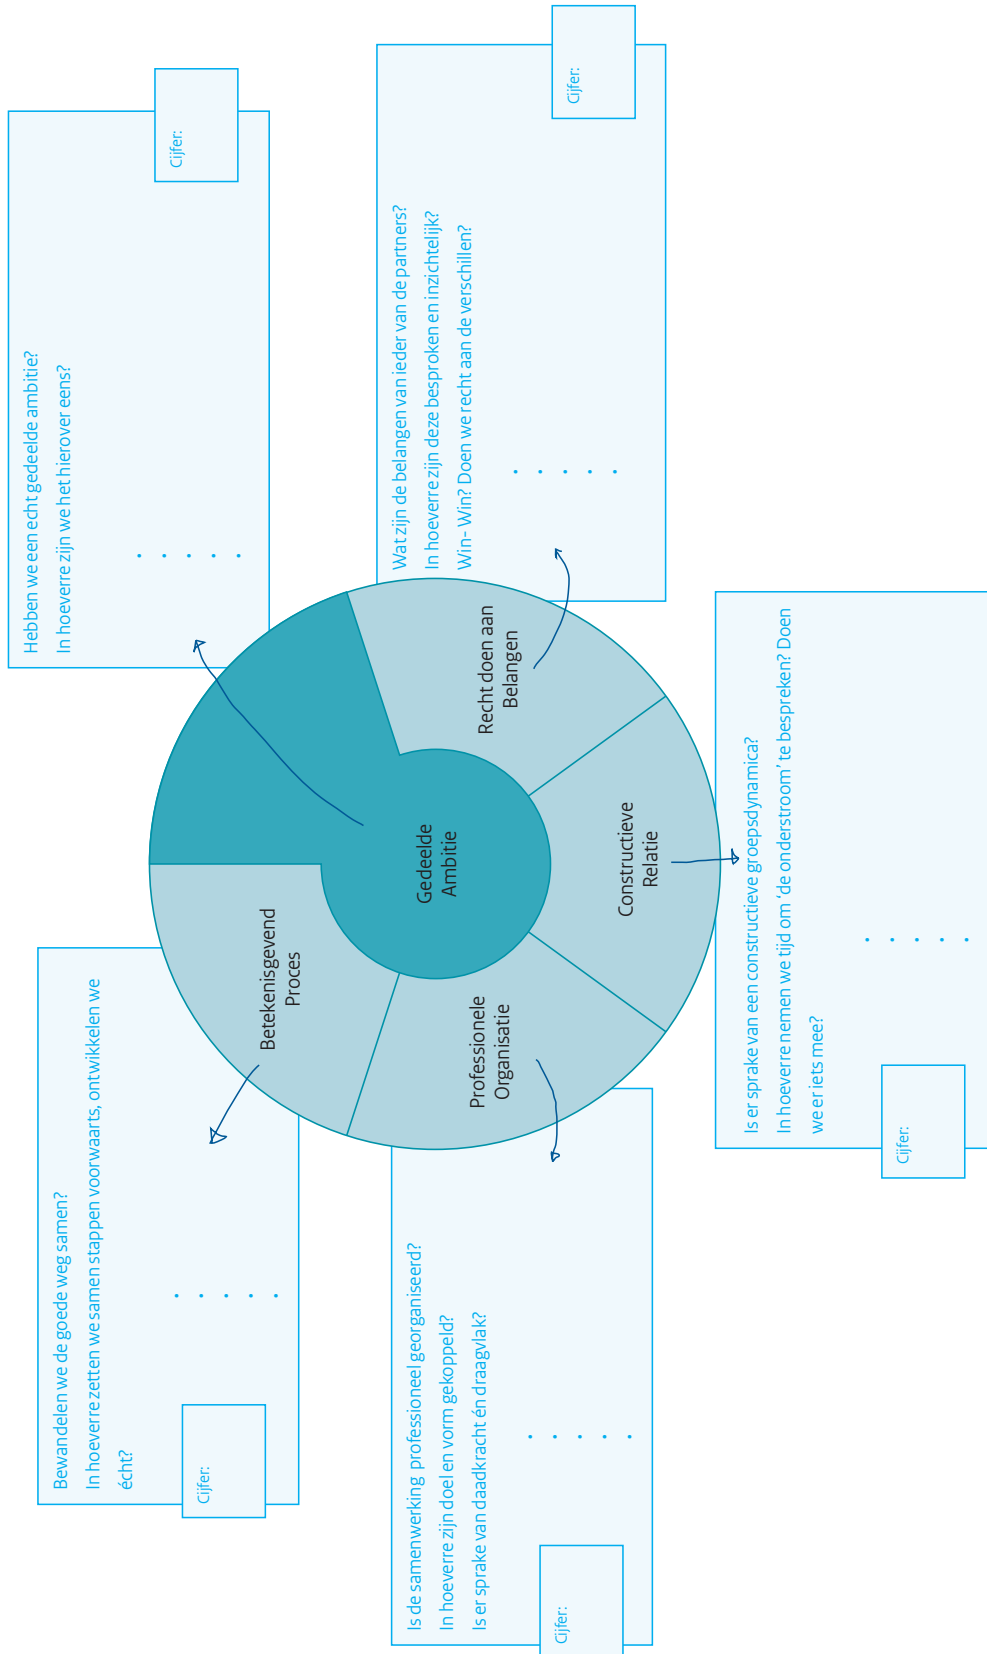 Hebben we een echt gedeelde ambitie?
In hoeverre zijn we het hierover eens?
Cijfer:
Wat zijn de belangen van ieder van de partners?
In hoeverre zijn deze besproken en inzichtelijk?
Win- Win? Doen we recht aan de verschillen?
Cijfer:
Is er sprake van een constructieve groepsdynamica?
In hoeverre nemen we tijd om ‘de onderstroom’ te bespreken? Doen
we er iets mee?
Cijfer:
Is de samenwerking professioneel georganiseerd?
In hoeverre zijn doel en vorm gekoppeld?
Is er sprake van daadkracht én draagvlak?
Cijfer:
Bewandelen we de goede weg samen?
In hoeverre zetten we samen stappen voorwaarts, ontwikkelen we
écht?
Cijfer:
Gedeelde
Ambitie
Recht doen aan
Belangen
Constructieve
Relatie
Professionele
Organisatie
Betekenisgevend
Proces